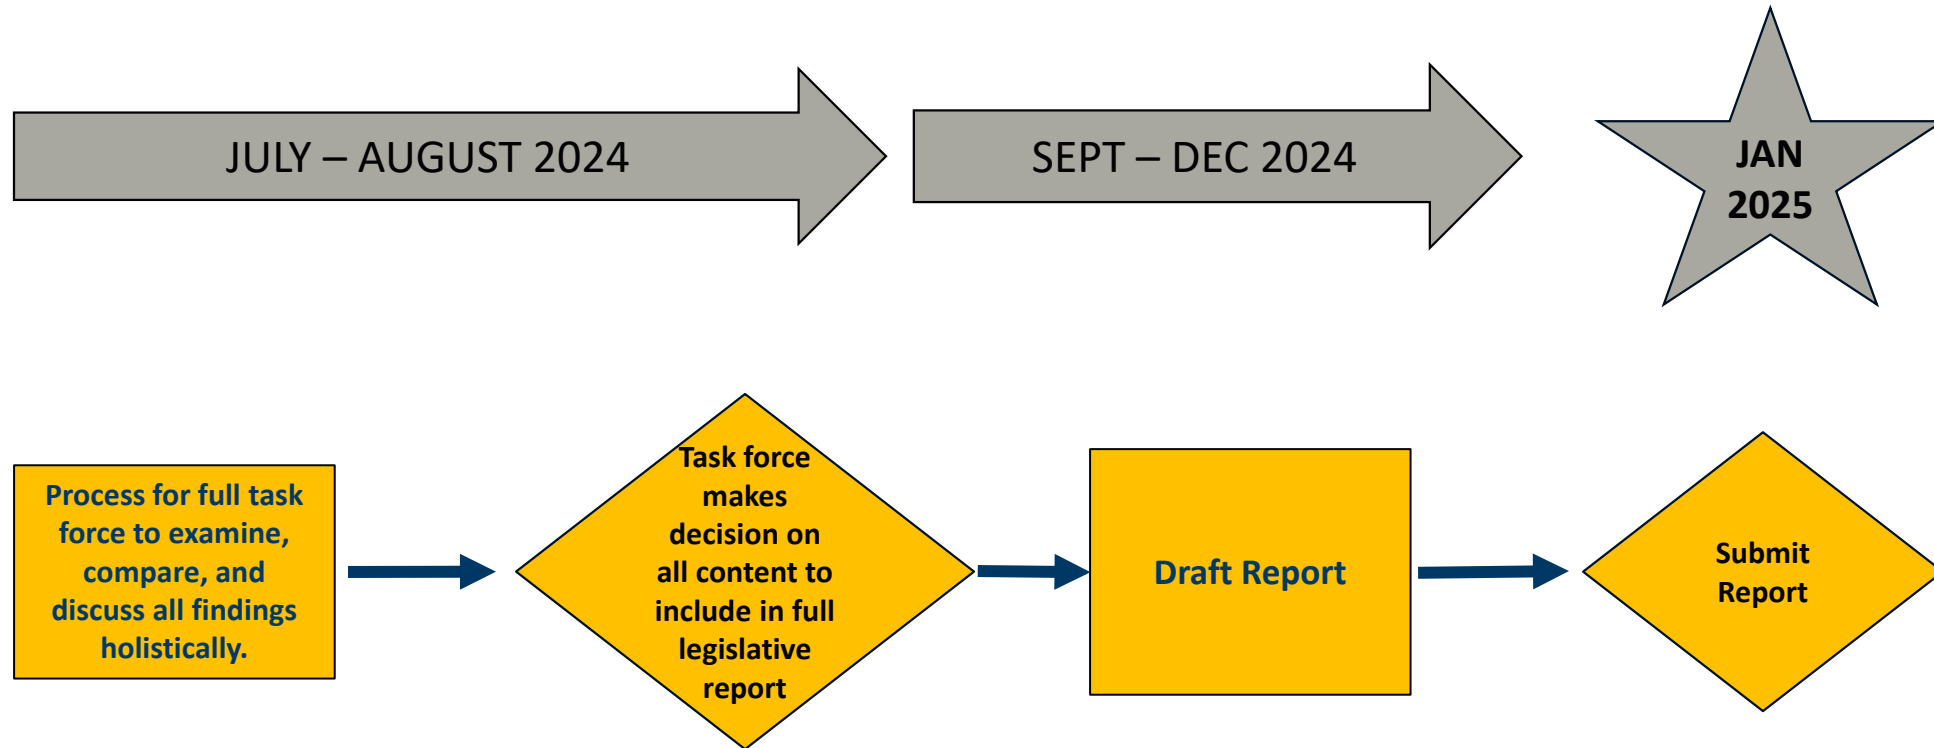 JULY – AUGUST 2024
SEPT – DEC 2024
JAN
2025
Process for full task
force to examine,
compare, and
discuss all findings
holistically.
Task force
makes
decision on
all content to
include in full
legislative
report
Draft Report
Submit
Report